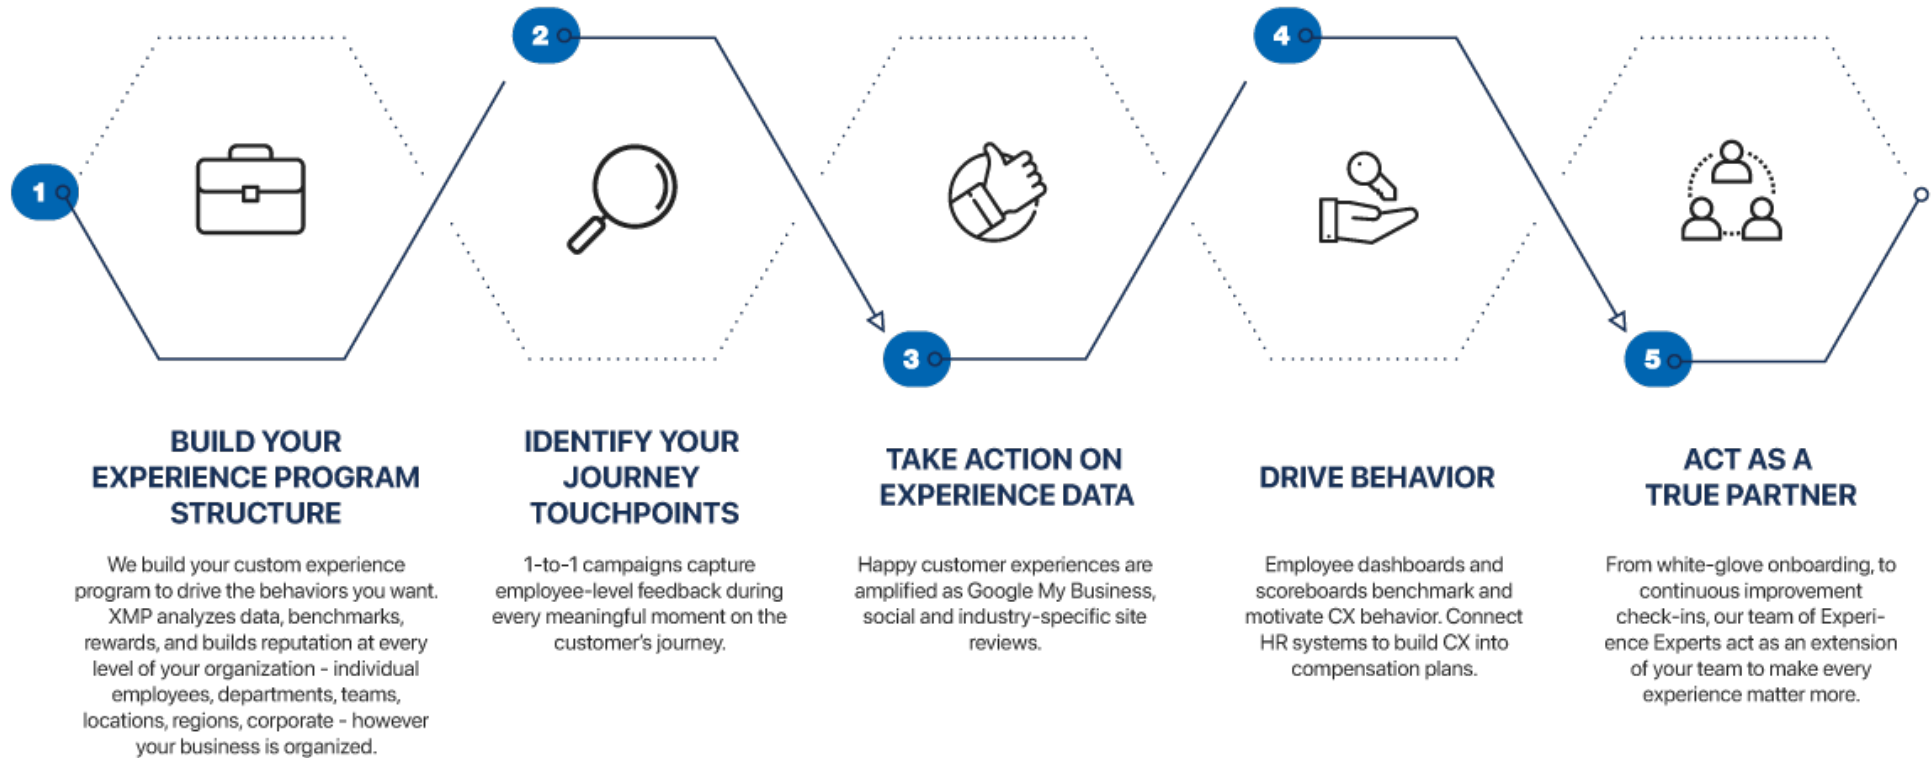 1
BUILD YOUR
EXPERIENCE PROGRAM
STRUCTURE
We build your custom experience
program to drive the behaviors you want.
XMP analyzes data, benchmarks,
rewards, and builds reputation at every
level of your organization - individual
employees, departments, teams,
locations, regions, corporate - however
your business is organized.
2
IDENTIFY YOUR
JOURNEY
TOUCHPOINTS
1-to-1 campaigns capture
employee-level feedback during
every meaningful moment on the
customer's journey.
3
TAKE ACTION ON
EXPERIENCE DATA
Happy customer experiences are
amplified as Google My Business,
social and industry-specific site
reviews.
4
DRIVE BEHAVIOR
Employee dashboards and
scoreboards benchmark and
motivate CX behavior. Connect
HR systems to build CX into
compensation plans.
5
ACT AS A
TRUE PARTNER
From white-glove onboarding, to
continuous improvement
check-ins, our team of Experi-
ence Experts act as an extension
of your team to make every
experience matter more.